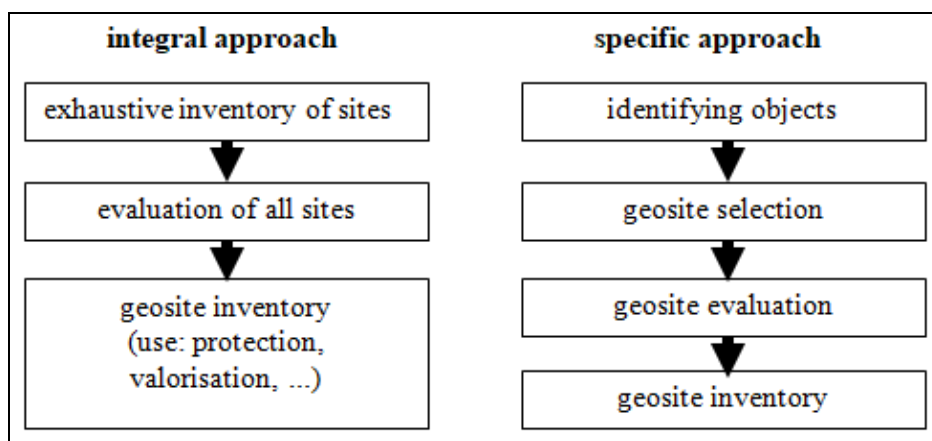 integral approach
exhaustive inventory of sites
evaluation of all sites
geosite inventory
(use: protection,
valorisation, ...)
specific approach
identifying objects
geosite selection
geosite evaluation
geosite inventory